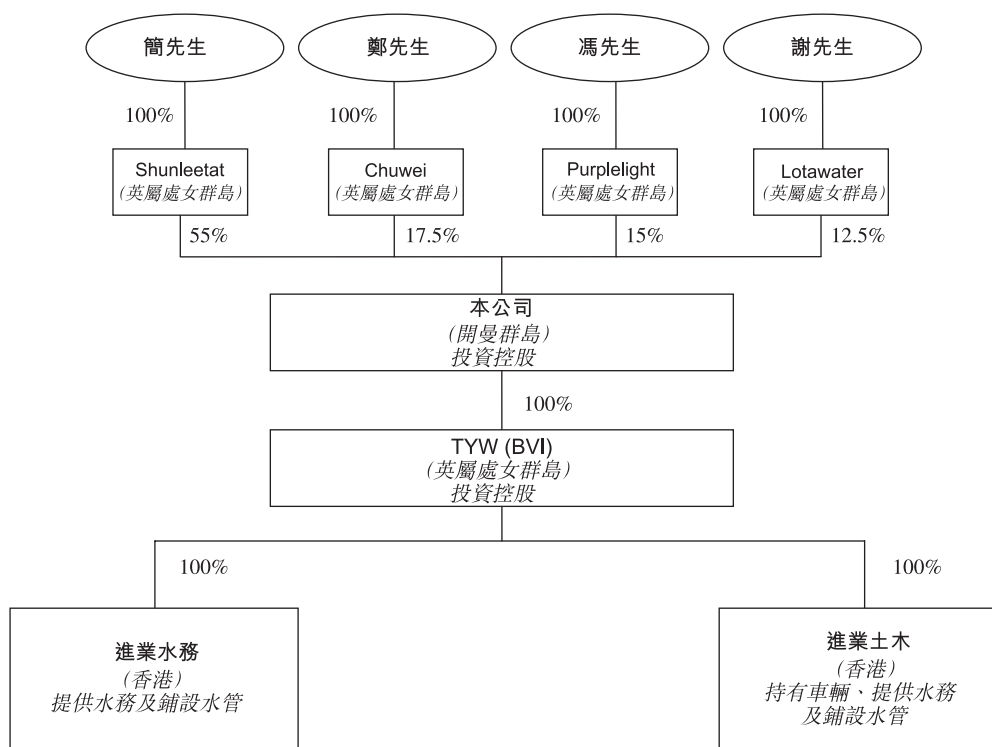 簡先生
鄭先生
馮先生
謝先生
100%
100%
100%
100%
Shunleetat
(英屬處女群島)
Chuwei
(英屬處女群島)
Purplelight
(英屬處女群島)
Lotawater
(英屬處女群島)
55%
17.5%
15%
12.5%
本公司
(開曼群島)
投資控股
100%
TYW (BVI)
(英屬處女群島)
投資控股
100%
100%
進業水務
(香港)
提供水務及鋪設水管
進業土木
(香港)
持有車輛、提供水務
及鋪設水管